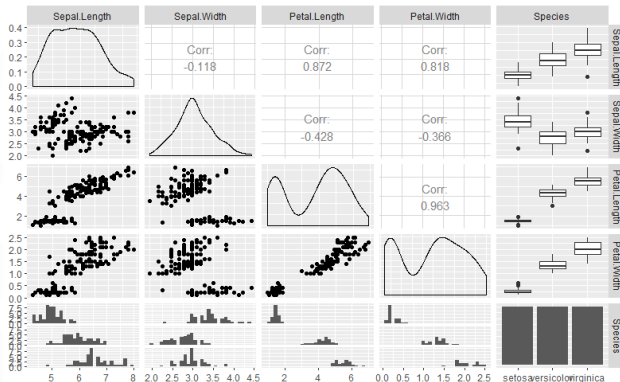 Sepal.Length Sepal.Width Petal.Length Petal.Width Species
0.4
0.3
0.2
0.1
0.0
Corr:
-0.118
Corr:
0.872
Corr:
0.818
Sepal.Length
4.5
4.0
3.5
3.0
2.5
2.0
Corr:
-0.428
Corr:
-0.366
Sepal.Width
6
4
2
Corr:
0.963
Petal.Length
2.5
2.0
1.5
1.0
0.5
0.0
Petal.Width
Species
5 6 7 8 2.0 2.5 3.0 3.5 4.0 4.5 2 4 6 0.0 0.5 1.0 1.5 2.0 2.5 setosa versicolor virginica